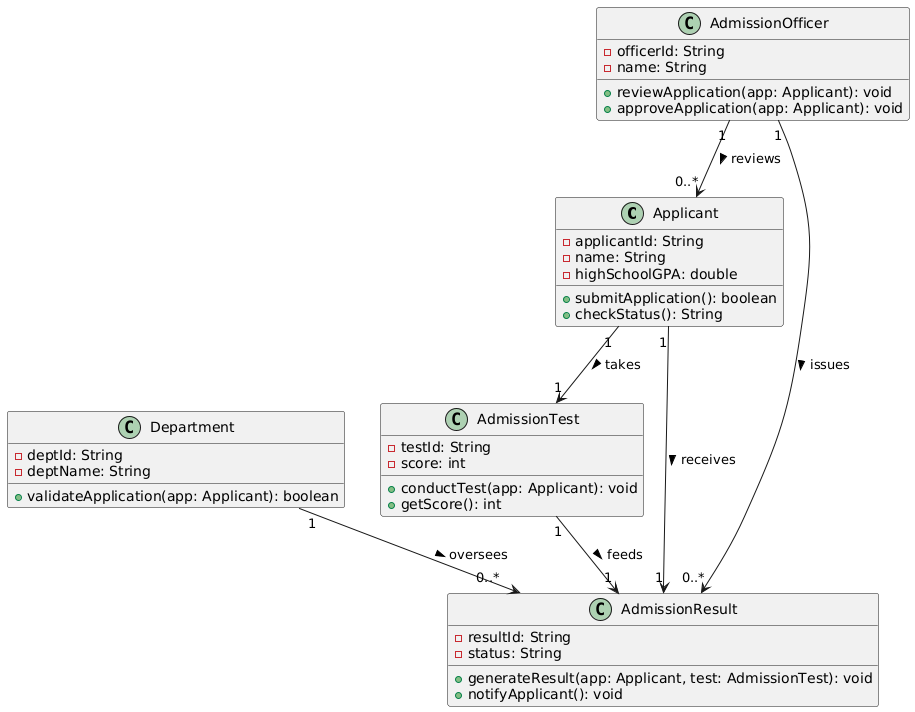 C AdmissionOfficer
officerId: String
name: String
reviewApplication(app: Applicant): void
approveApplication(app: Applicant): void
1
1
reviews
0..*
C Applicant
applicantId: String
name: String
highSchoolGPA: double
submitApplication(): boolean
checkStatus(): String
1
1
takes
issues
1
C Department
deptId: String
deptName: String
validateApplication(app: Applicant): boolean
C AdmissionTest
testId: String
score: int
conductTest(app: Applicant): void
getScore(): int
receives
1
1
oversees
feeds
0..*
1
1
0..*
C AdmissionResult
resultId: String
status: String
generateResult(app: Applicant, test: AdmissionTest): void
notifyApplicant(): void